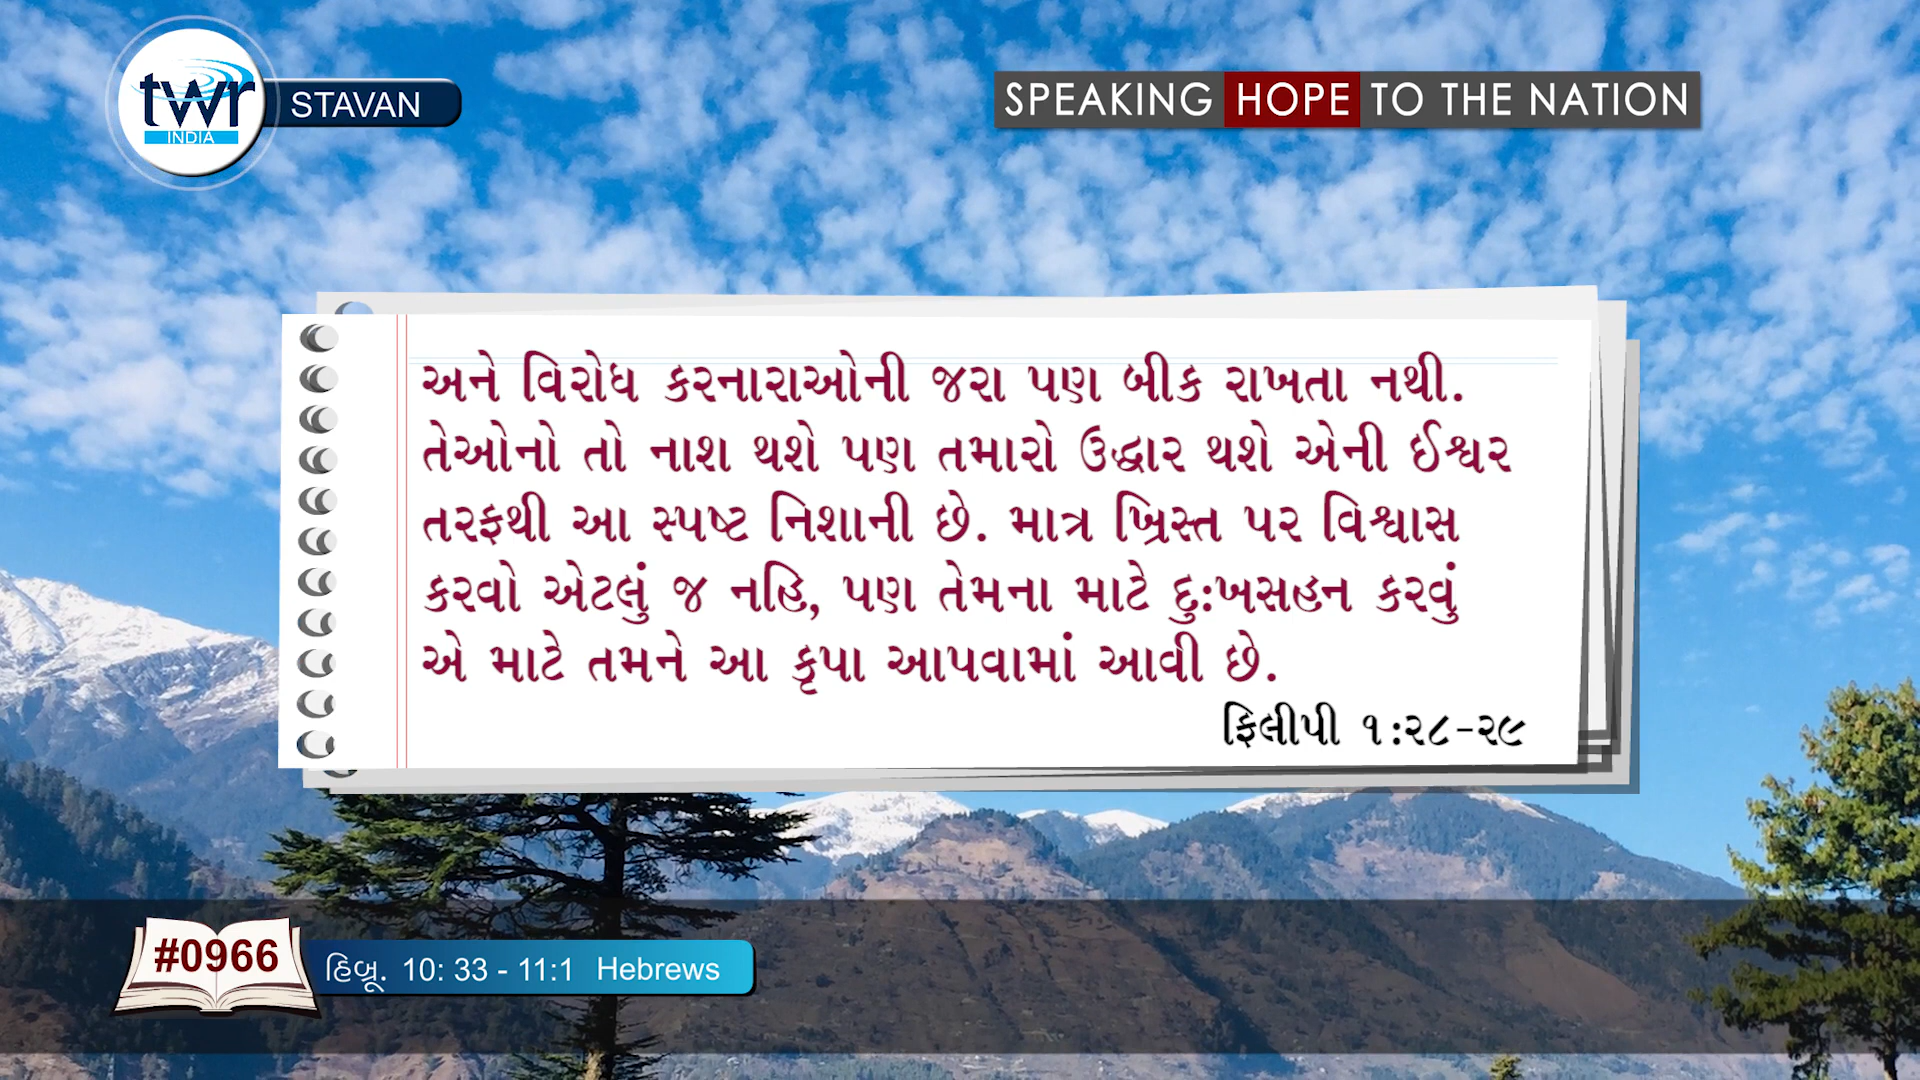 twr
INDIA
STAVAN
SPEAKING HOPE TO THE NATION
અને વિરોધ કરનારાઓની જરા પણ બીક રાખતા નથી.
તેઓનો તો નાશ થશે પણ તમારો ઉદ્ધાર થશે એની ઈશ્વર
તરફથી આ સ્પષ્ટ નિશાની છે. માત્ર ખ્રિસ્ત પર વિશ્વાસ
કરવો એટલું જ નહિ, પણ તેમના માટે દુ:ખસહન કરવું
એ માટે તમને આ કૃપા આપવામાં આવી છે.
ફિલીપી ૧:૨૮-૨૯
#0966
હિબ્રૂ. 10: 33 - 11:1 Hebrews